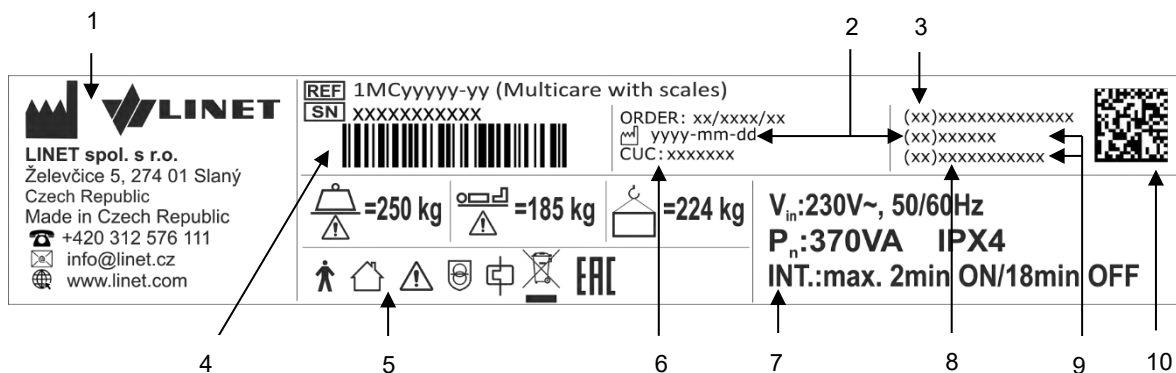 1
2
3
LINET
LINET spol. s r.o.
Želevčice 5, 274 01 Slaný
Czech Republic
Made in Czech Republic
+420 312 576 111
info@linet.cz
www.linet.com
REF 1MCyyyyy-yy (Multicare with scales)
SN xxxxxxxxxxx
ORDER: xx/xxxx/xx
yyyy-mm-dd
CUC:xxxxxxx
(xx)xxxxxxxxxxxxxx
(xx)xxxxxx
(xx)xxxxxxxxxxx
=250 kg
=185 kg
=224 kg
Vin:230V~, 50/60Hz
Pn:370VA IPX4
INT.:max. 2min ON/18min OFF
EAC
4
5
6
7
8
9
10